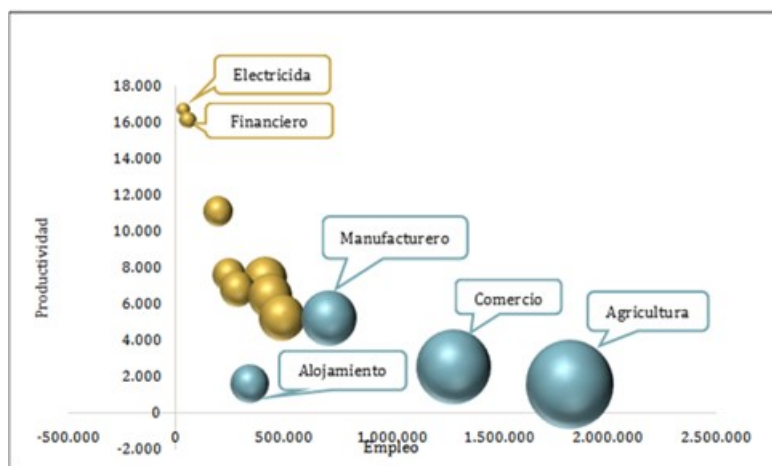 Electricida
Financiero
Manufacturero
Comercio
Agricultura
Alojamiento
Productividad
18.000
16.000
14.000
12.000
10.000
8.000
6.000
4.000
2.000
0
-2.000
-500.000
0
500.000
1.000.000
1.500.000
2.000.000
2.500.000
Empleo